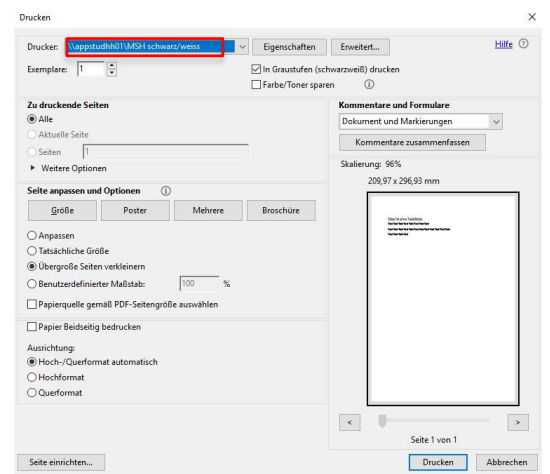 Drucken
Drucker: \\appstudhh01\MSH schwarz/weiss Eigenschaften Erweitert... Hilfe
Exemplare: 1 In Graustufen (schwarzweiß) drucken
Farbe/Toner sparen
Zu druckende Seiten
Alle
Aktuelle Seite
Seiten 1
Weitere Optionen
Seite anpassen und Optionen
Größe Poster Mehrere Broschüre
Anpassen
Tatsächliche Größe
Übergroße Seiten verkleinern
Benutzerdefinierter Maßstab: 100 %
Papierquelle gemäß PDF-Seitengröße auswählen
Papier Beidseitig bedrucken
Ausrichtung:
Hoch-/Querformat automatisch
Hochformat
Querformat
Kommentare und Formulare
Dokument und Markierungen
Kommentare zusammenfassen
Skalierung: 96%
209,97 x 296,93 mm
< >
Seite 1 von 1
Seite einrichten... Drucken Abbrechen